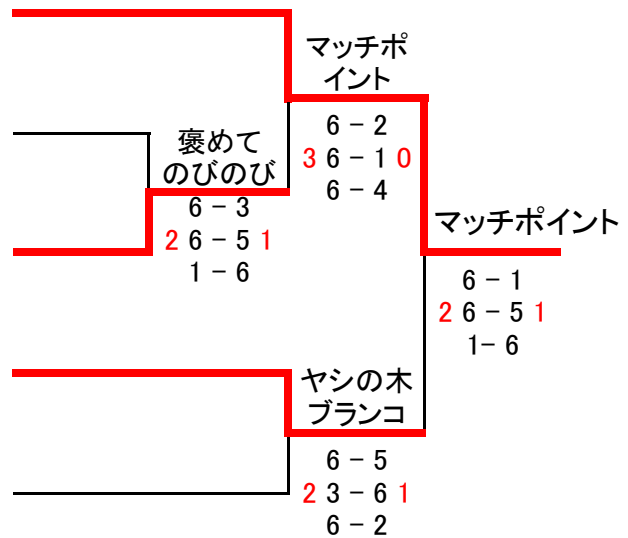 マッチポ
イント
6 － 2
3 6 － 1 0
6 － 4
褒めて
のびのび
6 － 3
2 6 － 5 1
1 － 6
マッチポイント
6 － 1
2 6 － 5 1
1－ 6
ヤシの木
ブランコ
6 － 5
2 3 － 6 1
6 － 2